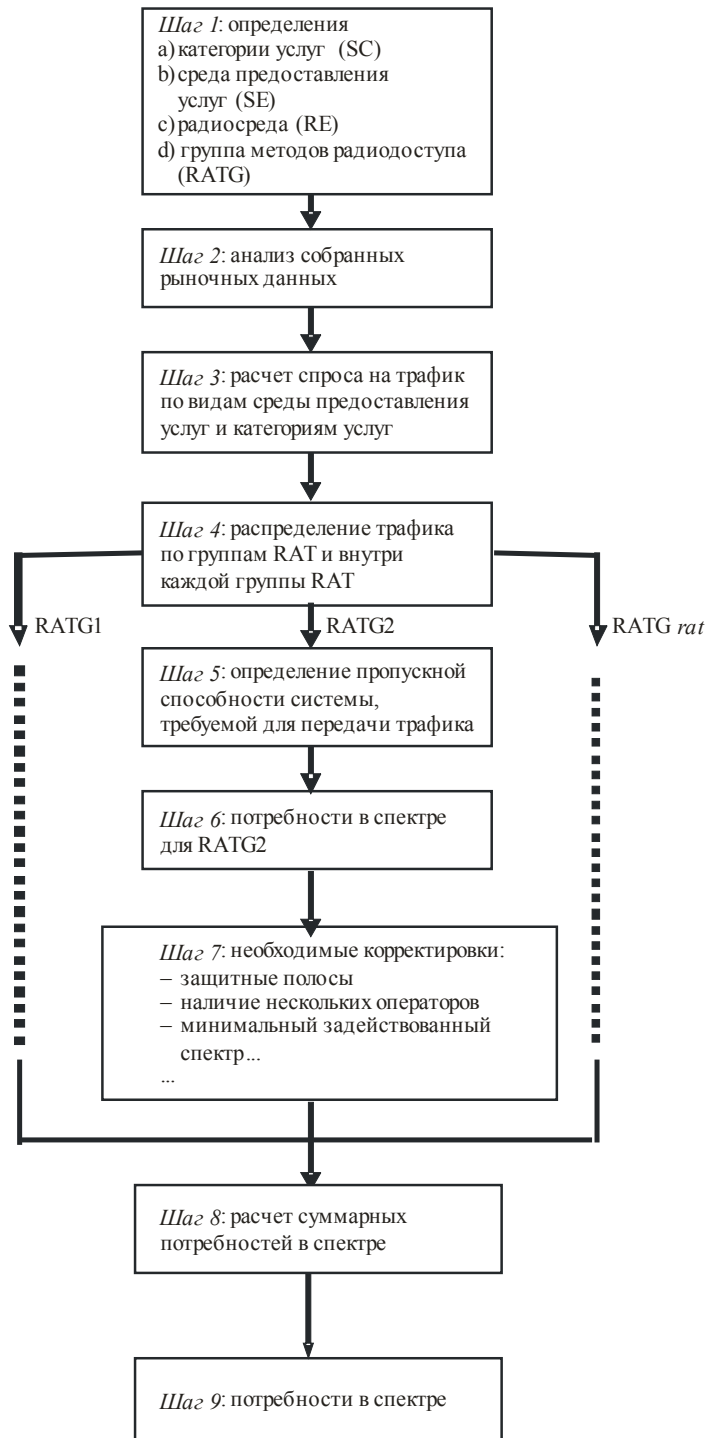 Шаг 1: определения
a) категории услуг (SC)
b) среда предоставления
услуг (SE)
c) радиосреда (RE)
d) группа методов радиодоступа
(RATG)
Шаг 2: анализ собранных
рыночных данных
Шаг 3: расчет спроса на трафик
по видам среды предоставления
услуг и категориям услуг
Шаг 4: распределение трафика
по группам RAT и внутри
каждой группы RAT
RATG1
RATG2
RATG rat
Шаг 5: определение пропускной
способности системы,
требуемой для передачи трафика
Шаг 6: потребности в спектре
для RATG2
Шаг 7: необходимые корректировки:
– защитные полосы
– наличие нескольких операторов
– минимальный задействованный
спектр...
...
Шаг 8: расчет суммарных
потребностей в спектре
Шаг 9: потребности в спектре